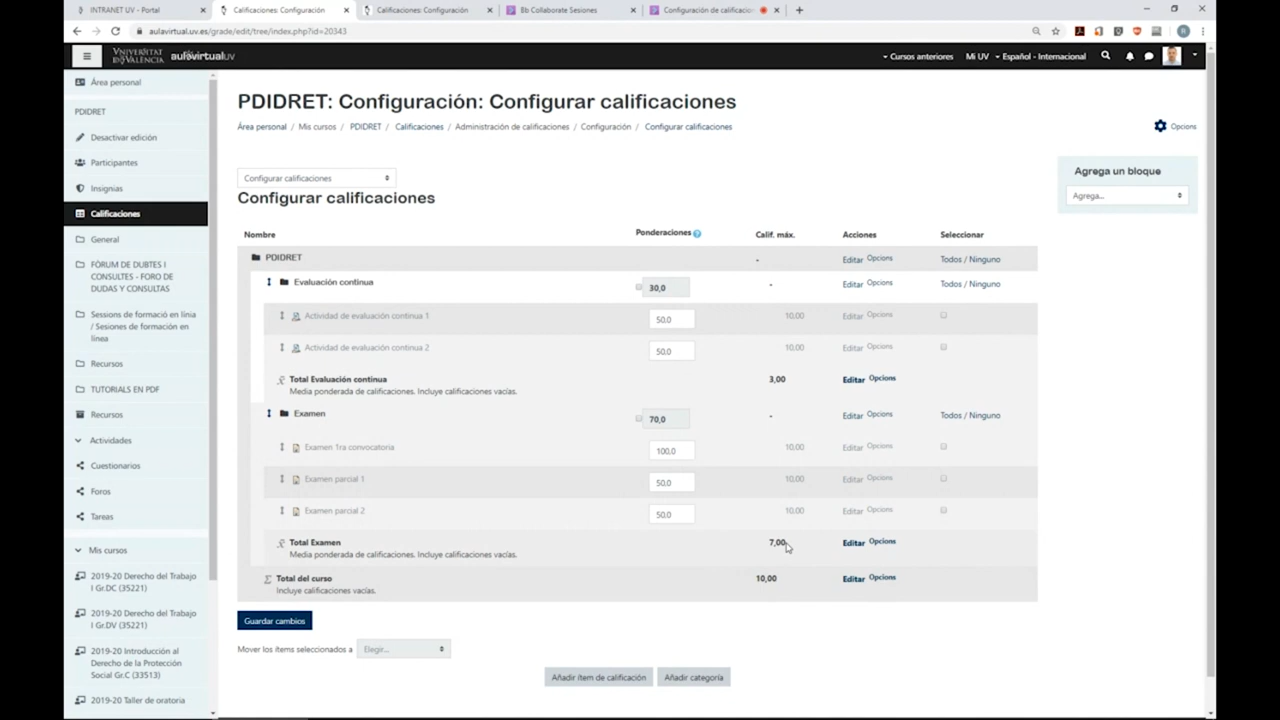 INTRANET UV - Portal
Calificaciones: Configuración
Calificaciones: Configuración
Bb Collaborate Sesiones
Configuración de calificacio
aulavirtual.uv.es/grade/edit/tree/index.php?id=20343
R
VNIVERSITAT
DE VALÈNCIA
aulavirtualuv
Cursos anteriores
Mi UV
Español - Internacional
Área personal
PDIDRET
Desactivar edición
Participantes
Insignias
Calificaciones
General
FÒRUM DE DUBTES I
CONSULTES - FORO DE
DUDAS Y CONSULTAS
Sessions de formació en línia
/ Sesiones de formación en
línea
Recursos
TUTORIALS EN PDF
Recursos
Actividades
Cuestionarios
Foros
Tareas
Mis cursos
2019-20 Derecho del Trabajo
I Gr.DC (35221)
2019-20 Derecho del Trabajo
I Gr.DV (35221)
2019-20 Introducción al
Derecho de la Protección
Social Gr.C (33513)
2019-20 Taller de oratoria
PDIDRET: Configuración: Configurar calificaciones
Área personal / Mis cursos / PDIDRET / Calificaciones / Administración de calificaciones / Configuración / Configurar calificaciones
Opciones
Agrega un bloque
Agrega...
Configurar calificaciones
Configurar calificaciones
Nombre Ponderaciones Calif. máx. Acciones Seleccionar
PDIDRET - Editar Opcions Todos / Ninguno
Evaluación continua 30,0 - Editar Opcions Todos / Ninguno
Actividad de evaluación continua 1 50,0 10,00 Editar Opcions
Actividad de evaluación continua 2 50,0 10,00 Editar Opcions
Total Evaluación continua 3,00 Editar Opcions
Media ponderada de calificaciones. Incluye calificaciones vacías.
Examen 70,0 - Editar Opcions Todos / Ninguno
Examen 1ra convocatoria 100,0 10,00 Editar Opcions
Examen parcial 1 50,0 10,00 Editar Opcions
Examen parcial 2 50,0 10,00 Editar Opcions
Total Examen 7,00 Editar Opcions
Media ponderada de calificaciones. Incluye calificaciones vacías.
Total del curso 10,00 Editar Opcions
Incluye calificaciones vacías.
Guardar cambios
Mover los ítems seleccionados a Elegir...
Añadir ítem de calificación Añadir categoría